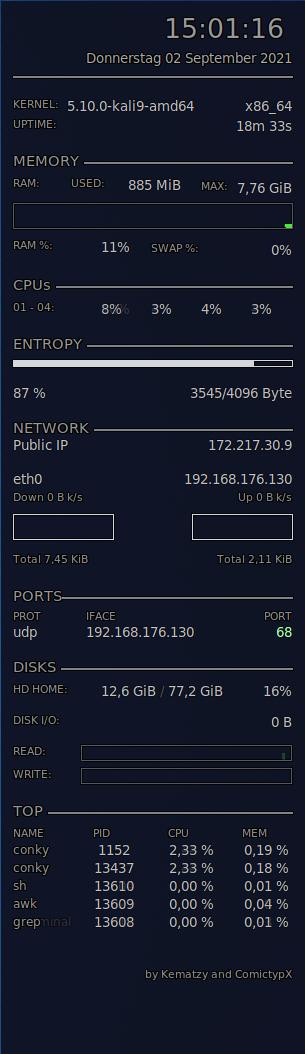 15:01:16
Donnerstag 02 September 2021
KERNEL: 5.10.0-kali9-amd64 x86_64
UPTIME: 18m 33s
MEMORY
RAM: USED: 885 MiB MAX: 7,76 GiB
RAM %: 11% SWAP %: 0%
CPUs
01 - 04: 8% 3% 4% 3%
ENTROPY
87 % 3545/4096 Byte
NETWORK
Public IP 172.217.30.9
eth0 192.168.176.130
Down 0 B k/s Up 0 B k/s
Total 7,45 KiB Total 2,11 KiB
PORTS
PROT IFACE PORT
udp 192.168.176.130 68
DISKS
HD HOME: 12,6 GiB / 77,2 GiB 16%
DISK I/O: 0 B
READ:
WRITE:
TOP
NAME PID CPU MEM
conky 1152 2,33 % 0,19 %
conky 13437 2,33 % 0,18 %
sh 13610 0,00 % 0,01 %
awk 13609 0,00 % 0,04 %
grep 13608 0,00 % 0,01 %
by Kematzy and ComictypX